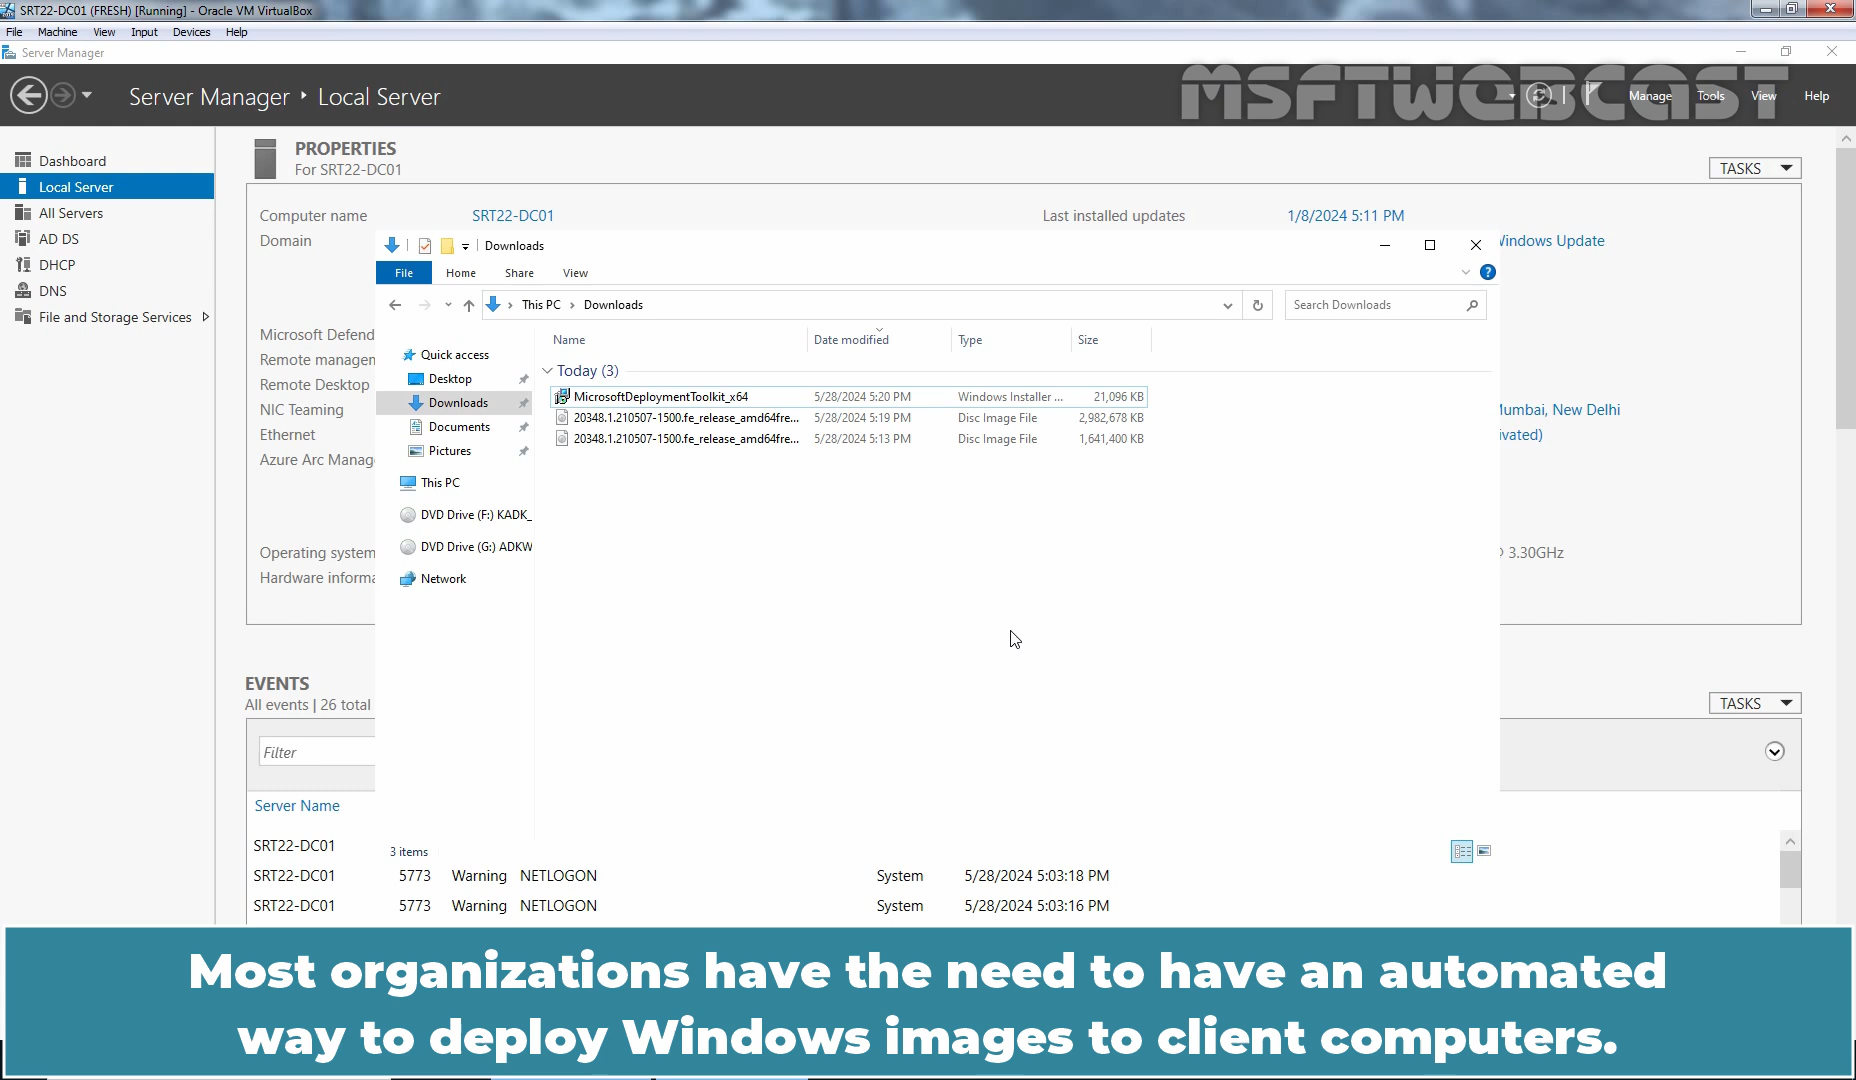 SRT22-DC01 (FRESH) [Running] - Oracle VM VirtualBox
File Machine View Input Devices Help
Server Manager
Server Manager ‣ Local Server
MSFTWEBCAST
Manage Tools View Help
Dashboard
Local Server
All Servers
AD DS
DHCP
DNS
File and Storage Services
PROPERTIES
For SRT22-DC01
TASKS
Computer name SRT22-DC01 Last installed updates 1/8/2024 5:11 PM
Domain
Windows Update
Microsoft Defend
Remote managem
Remote Desktop
NIC Teaming
Mumbai, New Delhi
Ethernet
ivated)
Azure Arc Manag
Operating system
3.30GHz
Hardware informa
Downloads
File Home Share View
This PC › Downloads
Search Downloads
Name Date modified Type Size
Quick access
Desktop
Downloads
Documents
Pictures
This PC
DVD Drive (F:) KADK_
DVD Drive (G:) ADKW
Network
Today (3)
MicrosoftDeploymentToolkit_x64 5/28/2024 5:20 PM Windows Installer ... 21,096 KB
20348.1.210507-1500.fe_release_amd64fre... 5/28/2024 5:19 PM Disc Image File 2,982,678 KB
20348.1.210507-1500.fe_release_amd64fre... 5/28/2024 5:13 PM Disc Image File 1,641,400 KB
3 items
EVENTS
All events | 26 total
TASKS
Filter
Server Name
SRT22-DC01
SRT22-DC01 5773 Warning NETLOGON System 5/28/2024 5:03:18 PM
SRT22-DC01 5773 Warning NETLOGON System 5/28/2024 5:03:16 PM
Most organizations have the need to have an automated
way to deploy Windows images to client computers.